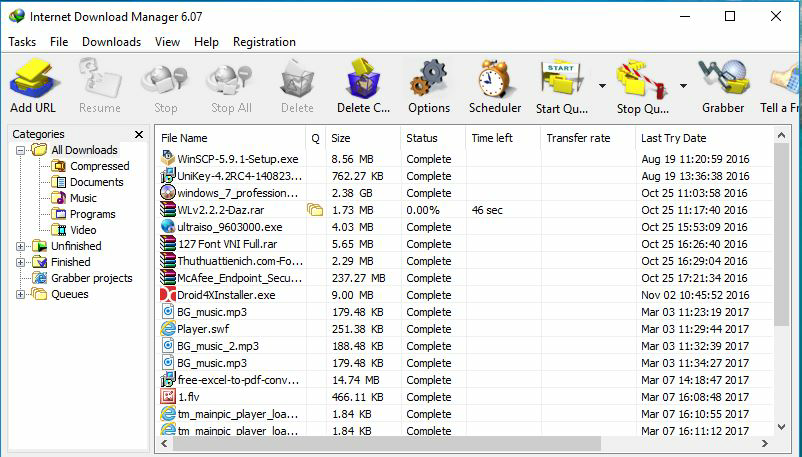 Internet Download Manager 6.07
Tasks File Downloads View Help Registration
Add URL Resume Stop Stop All Delete Delete C... Options Scheduler Start Qu... Stop Qu... Grabber Tell a Fr
START
Categories
All Downloads
Compressed
Documents
Music
Programs
Video
Unfinished
Finished
Grabber projects
Queues
File Name Q Size Status Time left Transfer rate Last Try Date
WinSCP-5.9.1-Setup.exe 8.56 MB Complete Aug 19 11:20:59 2016
UniKey-4.2RC4-140823... 762.27 KB Complete Aug 19 13:36:38 2016
windows_7_profession... 2.38 GB Complete Oct 25 11:03:58 2016
WLv2.2.2-Daz.rar 1.73 MB 0.00% 46 sec Oct 25 11:17:40 2016
ultraiso_9603000.exe 4.03 MB Complete Oct 25 15:53:09 2016
127 Font VNI Full.rar 5.65 MB Complete Oct 25 16:26:40 2016
Thuthuattienich.com-Fo... 2.29 MB Complete Oct 25 16:29:04 2016
McAfee_Endpoint_Secu... 237.27 MB Complete Oct 25 17:21:34 2016
Droid4XInstaller.exe 9.00 MB Complete Nov 02 10:45:52 2016
BG_music.mp3 179.48 KB Complete Mar 03 11:23:19 2017
Player.swf 251.38 KB Complete Mar 03 11:29:44 2017
BG_music_2.mp3 188.48 KB Complete Mar 03 11:32:39 2017
BG_music.mp3 179.48 KB Complete Mar 03 11:34:27 2017
free-excel-to-pdf-conv... 14.74 MB Complete Mar 07 14:18:47 2017
1.flv 466.11 KB Complete Mar 07 16:08:48 2017
tm_mainpic_player_loa... 1.84 KB Complete Mar 07 16:10:55 2017
tm_mainpic_player_loa... 1.84 KB Complete Mar 07 16:11:12 2017